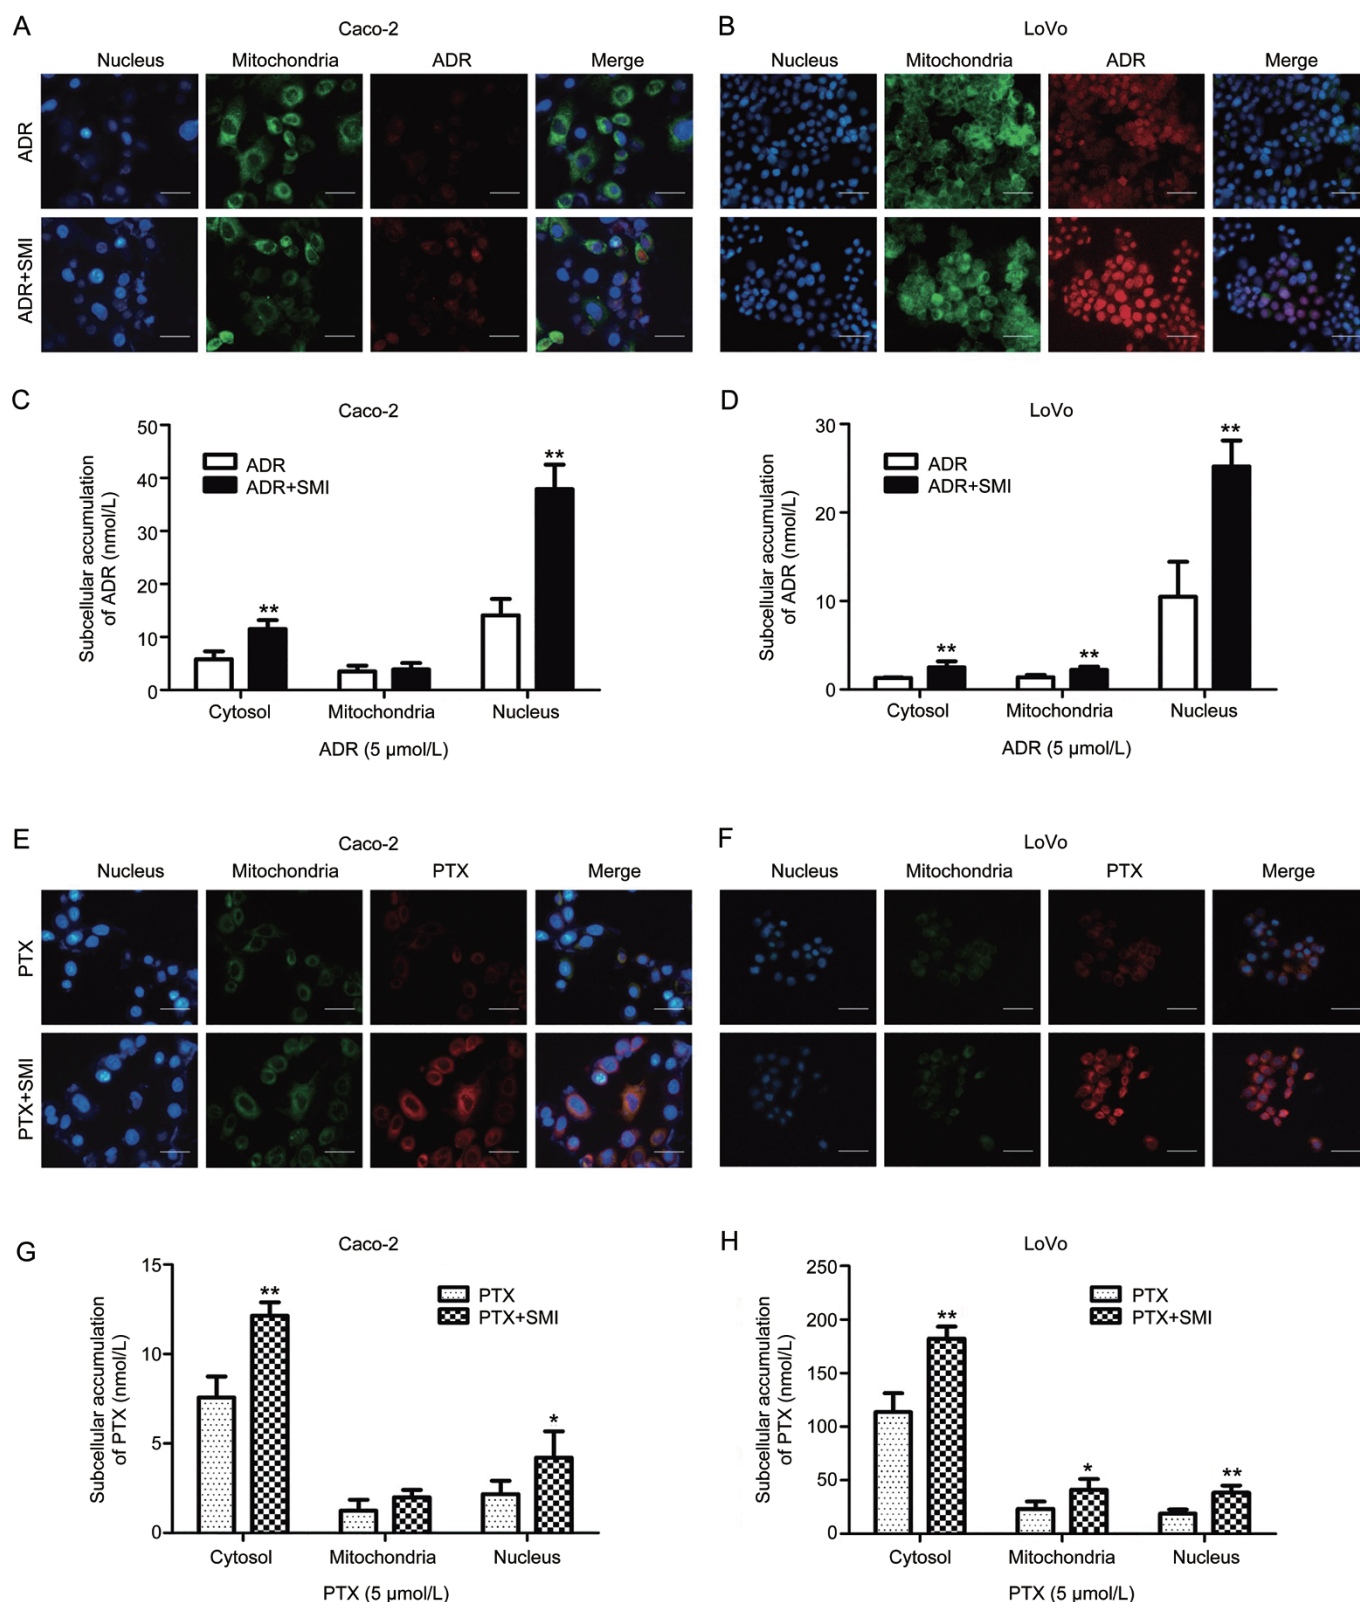 A
Caco-2
Nucleus Mitochondria ADR Merge
ADR
ADR+SMI
B
LoVo
Nucleus Mitochondria ADR Merge
C
Caco-2
Subcellular accumulation
of ADR (nmol/L)
50
40
30
20
10
0
ADR
ADR+SMI
**
**
Cytosol Mitochondria Nucleus
ADR (5 µmol/L)
D
LoVo
Subcellular accumulation
of ADR (nmol/L)
30
20
10
0
ADR
ADR+SMI
**
**
**
Cytosol Mitochondria Nucleus
ADR (5 µmol/L)
E
Caco-2
Nucleus Mitochondria PTX Merge
PTX
PTX+SMI
F
LoVo
Nucleus Mitochondria PTX Merge
G
Caco-2
Subcellular accumulation
of PTX (nmol/L)
15
10
5
0
PTX
PTX+SMI
**
*
Cytosol Mitochondria Nucleus
PTX (5 µmol/L)
H
LoVo
Subcellular accumulation
of PTX (nmol/L)
250
200
150
100
50
0
PTX
PTX+SMI
**
*
**
Cytosol Mitochondria Nucleus
PTX (5 µmol/L)